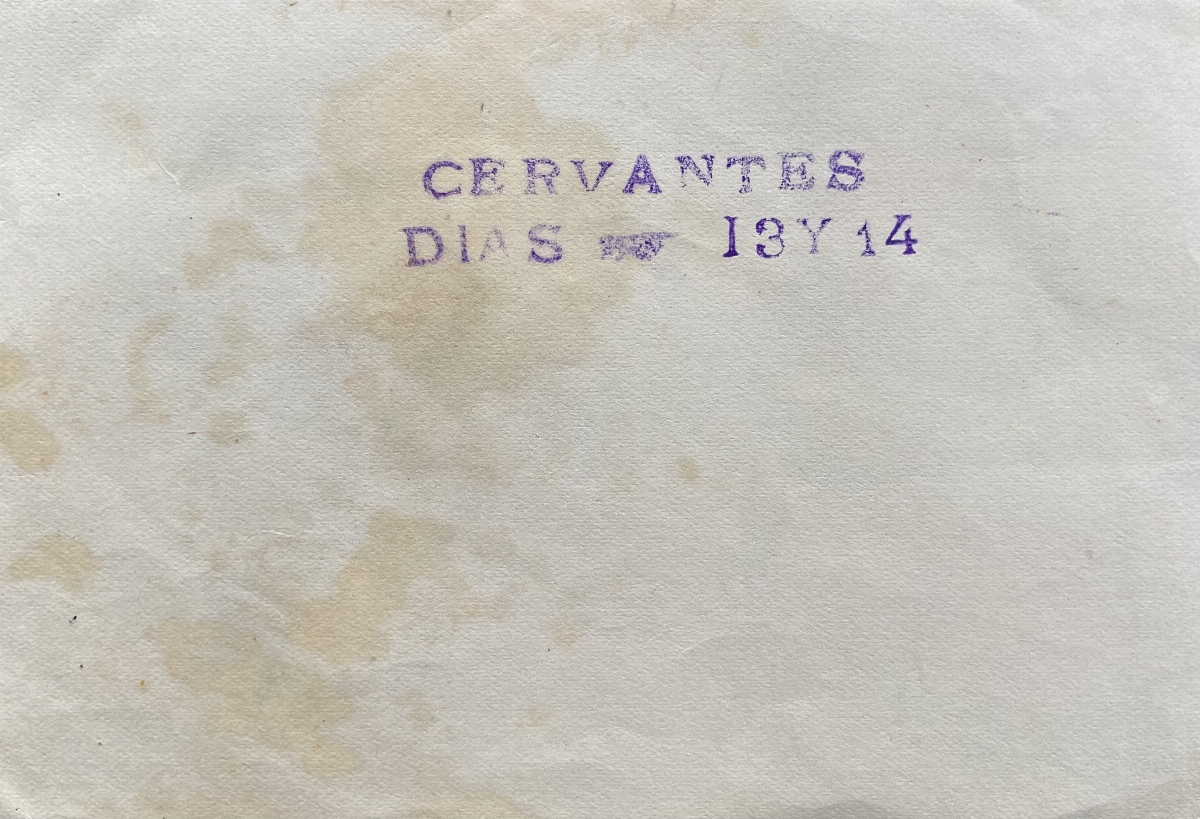 CERVANTES
DIAS ☞ 13 Y 14